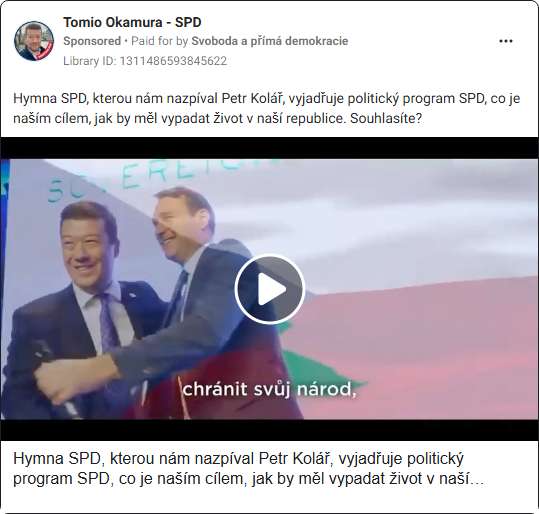 Tomio Okamura - SPD
Sponsored • Paid for by Svoboda a přímá demokracie
Library ID: 1311486593845622
Hymna SPD, kterou nám nazpíval Petr Kolář, vyjadřuje politický program SPD, co je
naším cílem, jak by měl vypadat život v naší republice. Souhlasíte?
chránit svůj národ,
Hymna SPD, kterou nám nazpíval Petr Kolář, vyjadřuje politický
program SPD, co je naším cílem, jak by měl vypadat život v naší…